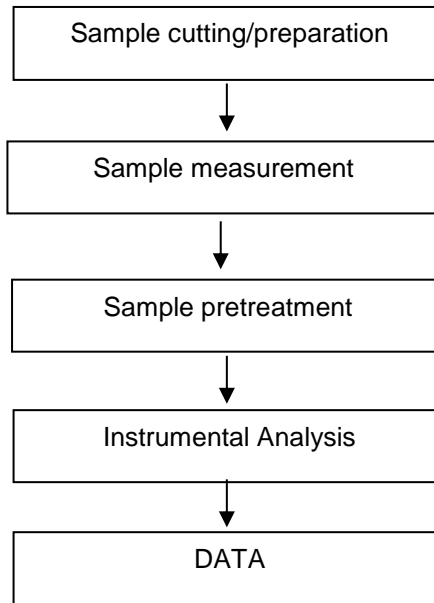 Sample cutting/preparation
Sample measurement
Sample pretreatment
Instrumental Analysis
DATA